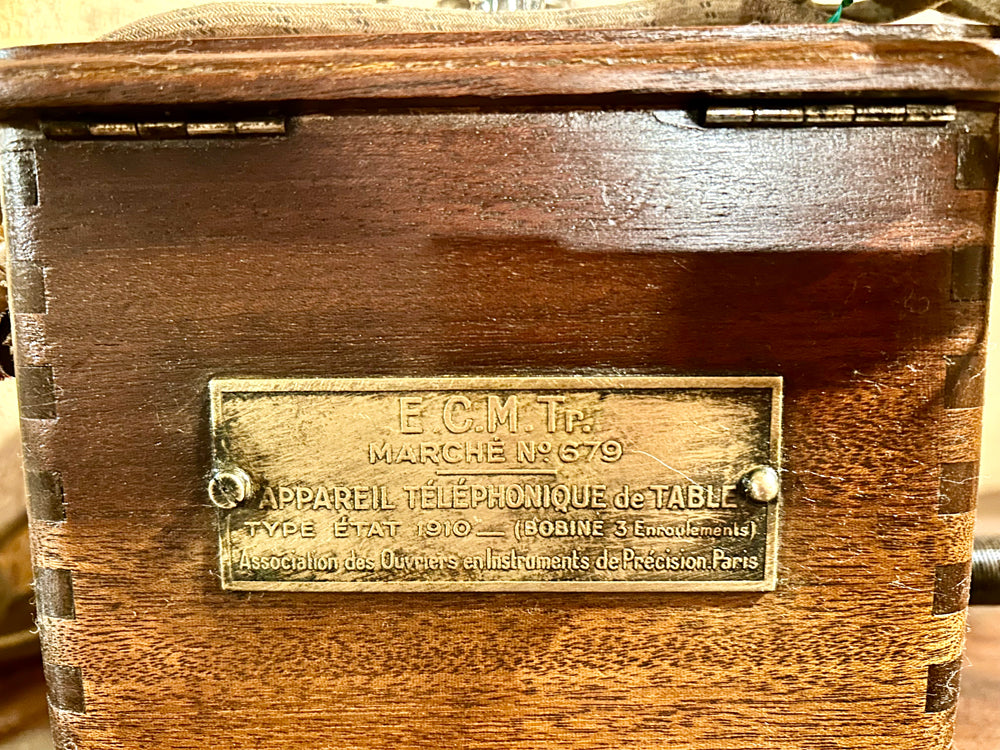 E.C.M.Tr.
MARCHÉ Nº 679
APPAREIL TÉLÉPHONIQUE de TABLE
TYPE ÉTAT 1910 — (BOBINE 3 Enroulements)
Association des Ouvriers en Instruments de Précision.Paris